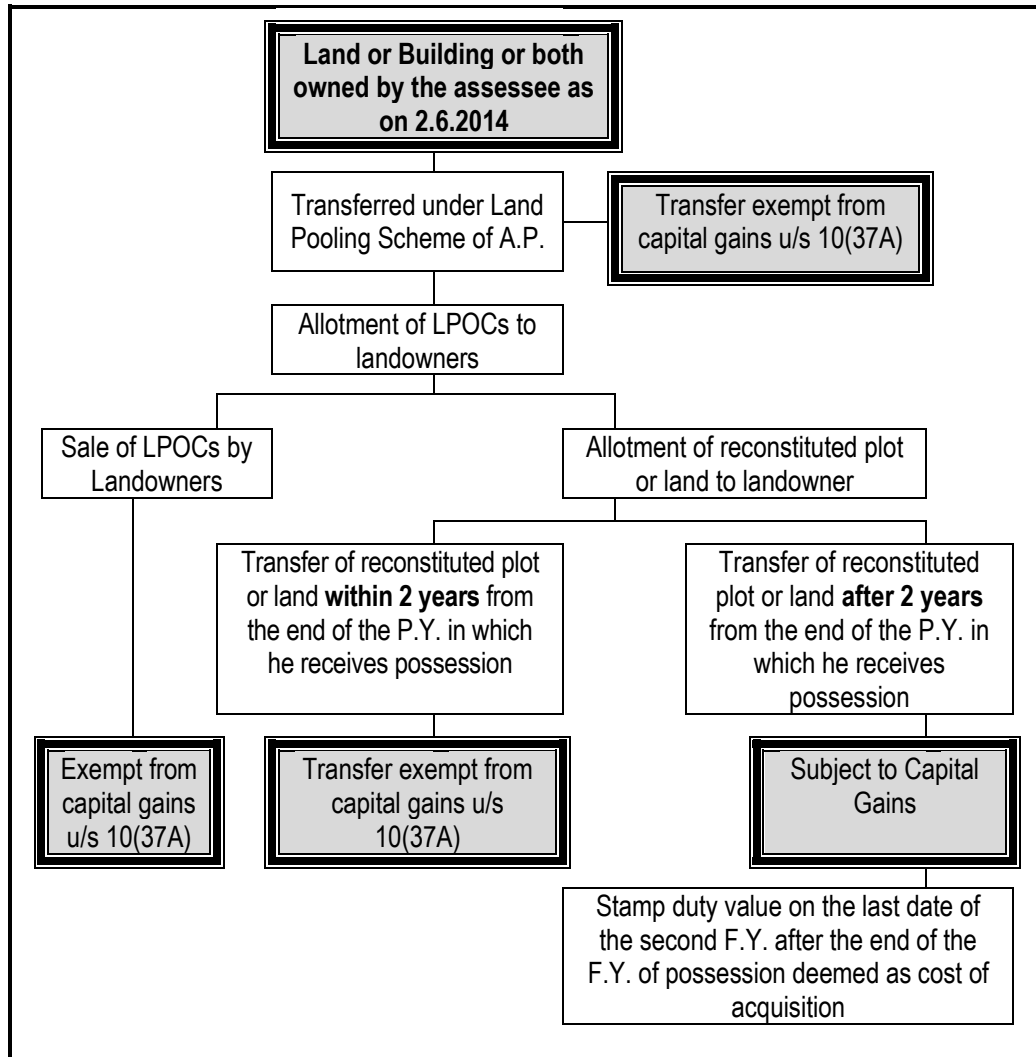 Land or Building or both
owned by the assessee as
on 2.6.2014
Transferred under Land
Pooling Scheme of A.P.
Transfer exempt from
capital gains u/s 10(37A)
Allotment of LPOCs to
landowners
Sale of LPOCs by
Landowners
Allotment of reconstituted plot
or land to landowner
Transfer of reconstituted plot
or land within 2 years from
the end of the P.Y. in which
he receives possession
Transfer of reconstituted
plot or land after 2 years
from the end of the P.Y. in
which he receives
possession
Exempt from
capital gains
u/s 10(37A)
Transfer exempt from
capital gains u/s
10(37A)
Subject to Capital
Gains
Stamp duty value on the last date of
the second F.Y. after the end of the
F.Y. of possession deemed as cost of
acquisition